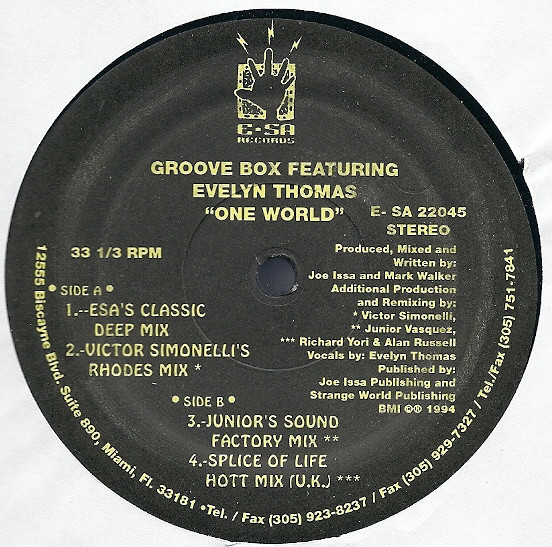 E-SA
RECORDS
GROOVE BOX FEATURING
EVELYN THOMAS
“ONE WORLD”
E- SA 22045
STEREO
33 1/3 RPM
• SIDE A •
1.--ESA'S CLASSIC
DEEP MIX
2.-VICTOR SIMONELLI'S
RHODES MIX *
• SIDE B •
3.-JUNIOR'S SOUND
FACTORY MIX **
4.-SPLICE OF LIFE
HOTT MIX (U.K.) ***
Produced, Mixed and
Written by:
Joe Issa and Mark Walker
Additional Production
and Remixing by:
* Victor Simonelli,
** Junior Vasquez,
*** Richard Yori & Alan Russell
Vocals by: Evelyn Thomas
Published by:
Joe Issa Publishing and
Strange World Publishing
BMI ©® 1994
12555 Biscayne Blvd. Suite 890, Miami, Fl. 33181 •Tel. / Fax (305) 923-8237 / Fax (305) 929-7327 / Tel./Fax (305) 751-7841